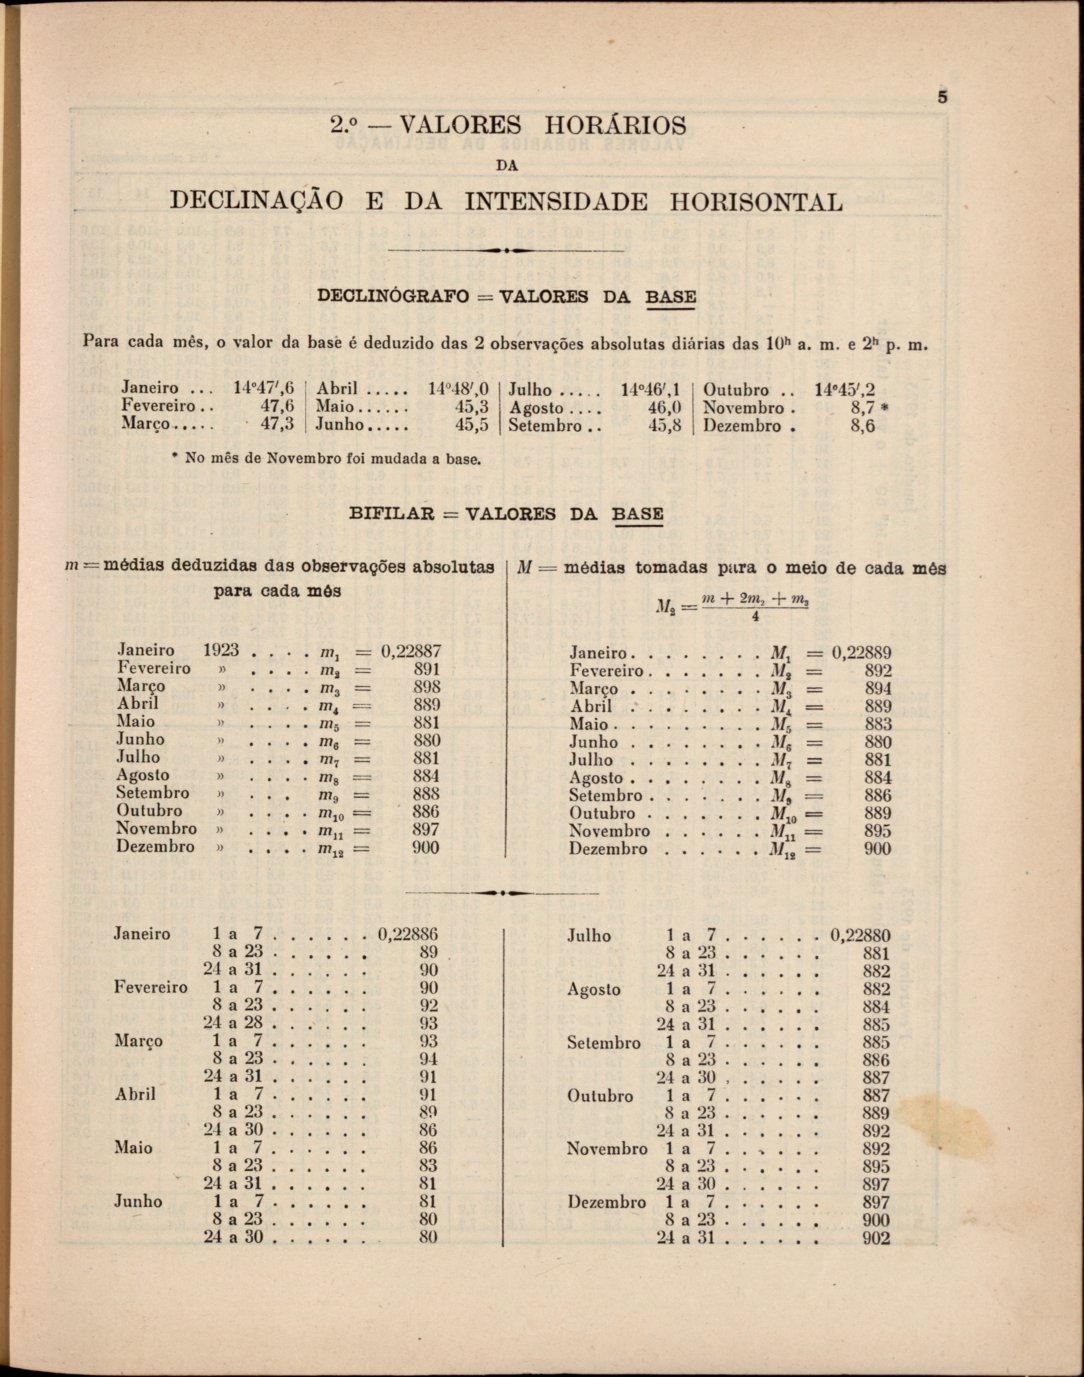 5
2.º — VALORES HORÁRIOS
DA
DECLINAÇÃO E DA INTENSIDADE HORISONTAL
DECLINÓGRAFO = VALORES DA BASE
Para cada mês, o valor da base é deduzido das 2 observações absolutas diárias das 10ʰ a. m. e 2ʰ p. m.
Janeiro ... 14º47′,6 | Abril ..... 14º48′,0 | Julho ..... 14º46′,1 | Outubro .. 14º45′,2
Fevereiro .. 47,6 | Maio ...... 45,3 | Agosto .... 46,0 | Novembro . 8,7 *
Março ..... 47,3 | Junho ..... 45,5 | Setembro .. 45,8 | Dezembro . 8,6
* No mês de Novembro foi mudada a base.
BIFILAR = VALORES DA BASE
m = médias deduzidas das observações absolutas
para cada mês
Janeiro 1923 . . . . m₁ = 0,22887
Fevereiro » . . . . m₂ = 891
Março » . . . . m₃ = 898
Abril » . . . . m₄ = 889
Maio » . . . . m₅ = 881
Junho » . . . . m₆ = 880
Julho » . . . . m₇ = 881
Agosto » . . . . m₈ = 884
Setembro » . . . m₉ = 888
Outubro » . . . . m₁₀ = 886
Novembro » . . . . m₁₁ = 897
Dezembro » . . . . m₁₂ = 900
M = médias tomadas para o meio de cada mês
M₂ = m + 2m₂ + m₃
4
Janeiro . . . . . . . . M₁ = 0,22889
Fevereiro . . . . . . . M₂ = 892
Março . . . . . . . . M₃ = 894
Abril . . . . . . . . M₄ = 889
Maio . . . . . . . . . M₅ = 883
Junho . . . . . . . . M₆ = 880
Julho . . . . . . . . M₇ = 881
Agosto . . . . . . . . M₈ = 884
Setembro . . . . . . . M₉ = 886
Outubro . . . . . . . M₁₀ = 889
Novembro . . . . . . M₁₁ = 895
Dezembro . . . . . . M₁₂ = 900
Janeiro 1 a 7 . . . . . . 0,22886
8 a 23 . . . . . . 89
24 a 31 . . . . . . 90
Fevereiro 1 a 7 . . . . . . 90
8 a 23 . . . . . . 92
24 a 28 . . . . . . 93
Março 1 a 7 . . . . . . 93
8 a 23 . . . . . . 94
24 a 31 . . . . . . 91
Abril 1 a 7 . . . . . . 91
8 a 23 . . . . . . 89
24 a 30 . . . . . . 86
Maio 1 a 7 . . . . . . 86
8 a 23 . . . . . . 83
24 a 31 . . . . . . 81
Junho 1 a 7 . . . . . . 81
8 a 23 . . . . . . 80
24 a 30 . . . . . . 80
Julho 1 a 7 . . . . . . 0,22880
8 a 23 . . . . . . 881
24 a 31 . . . . . . 882
Agosto 1 a 7 . . . . . . 882
8 a 23 . . . . . . 884
24 a 31 . . . . . . 885
Setembro 1 a 7 . . . . . . 885
8 a 23 . . . . . . 886
24 a 30 . . . . . . 887
Outubro 1 a 7 . . . . . . 887
8 a 23 . . . . . . 889
24 a 31 . . . . . . 892
Novembro 1 a 7 . . . . . . 892
8 a 23 . . . . . . 895
24 a 30 . . . . . . 897
Dezembro 1 a 7 . . . . . . 897
8 a 23 . . . . . . 900
24 a 31 . . . . . . 902